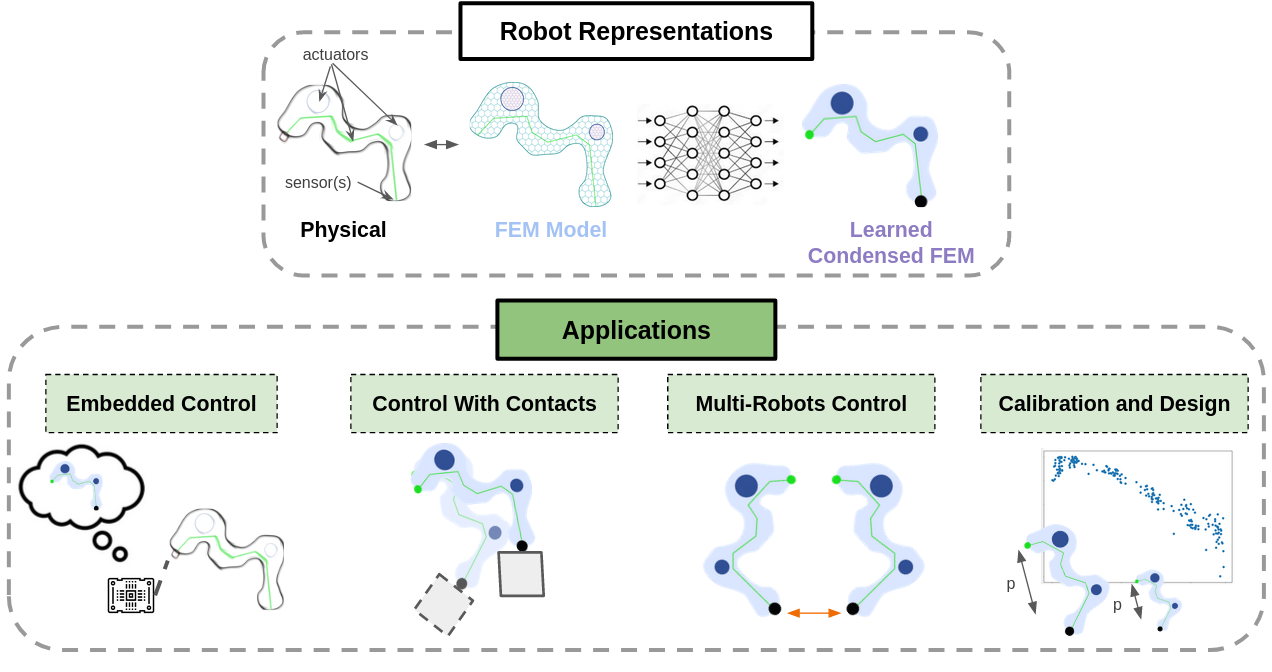 Robot Representations
actuators
sensor(s)
Physical
FEM Model
Learned
Condensed FEM
Applications
Embedded Control
Control With Contacts
Multi-Robots Control
Calibration and Design
p
p